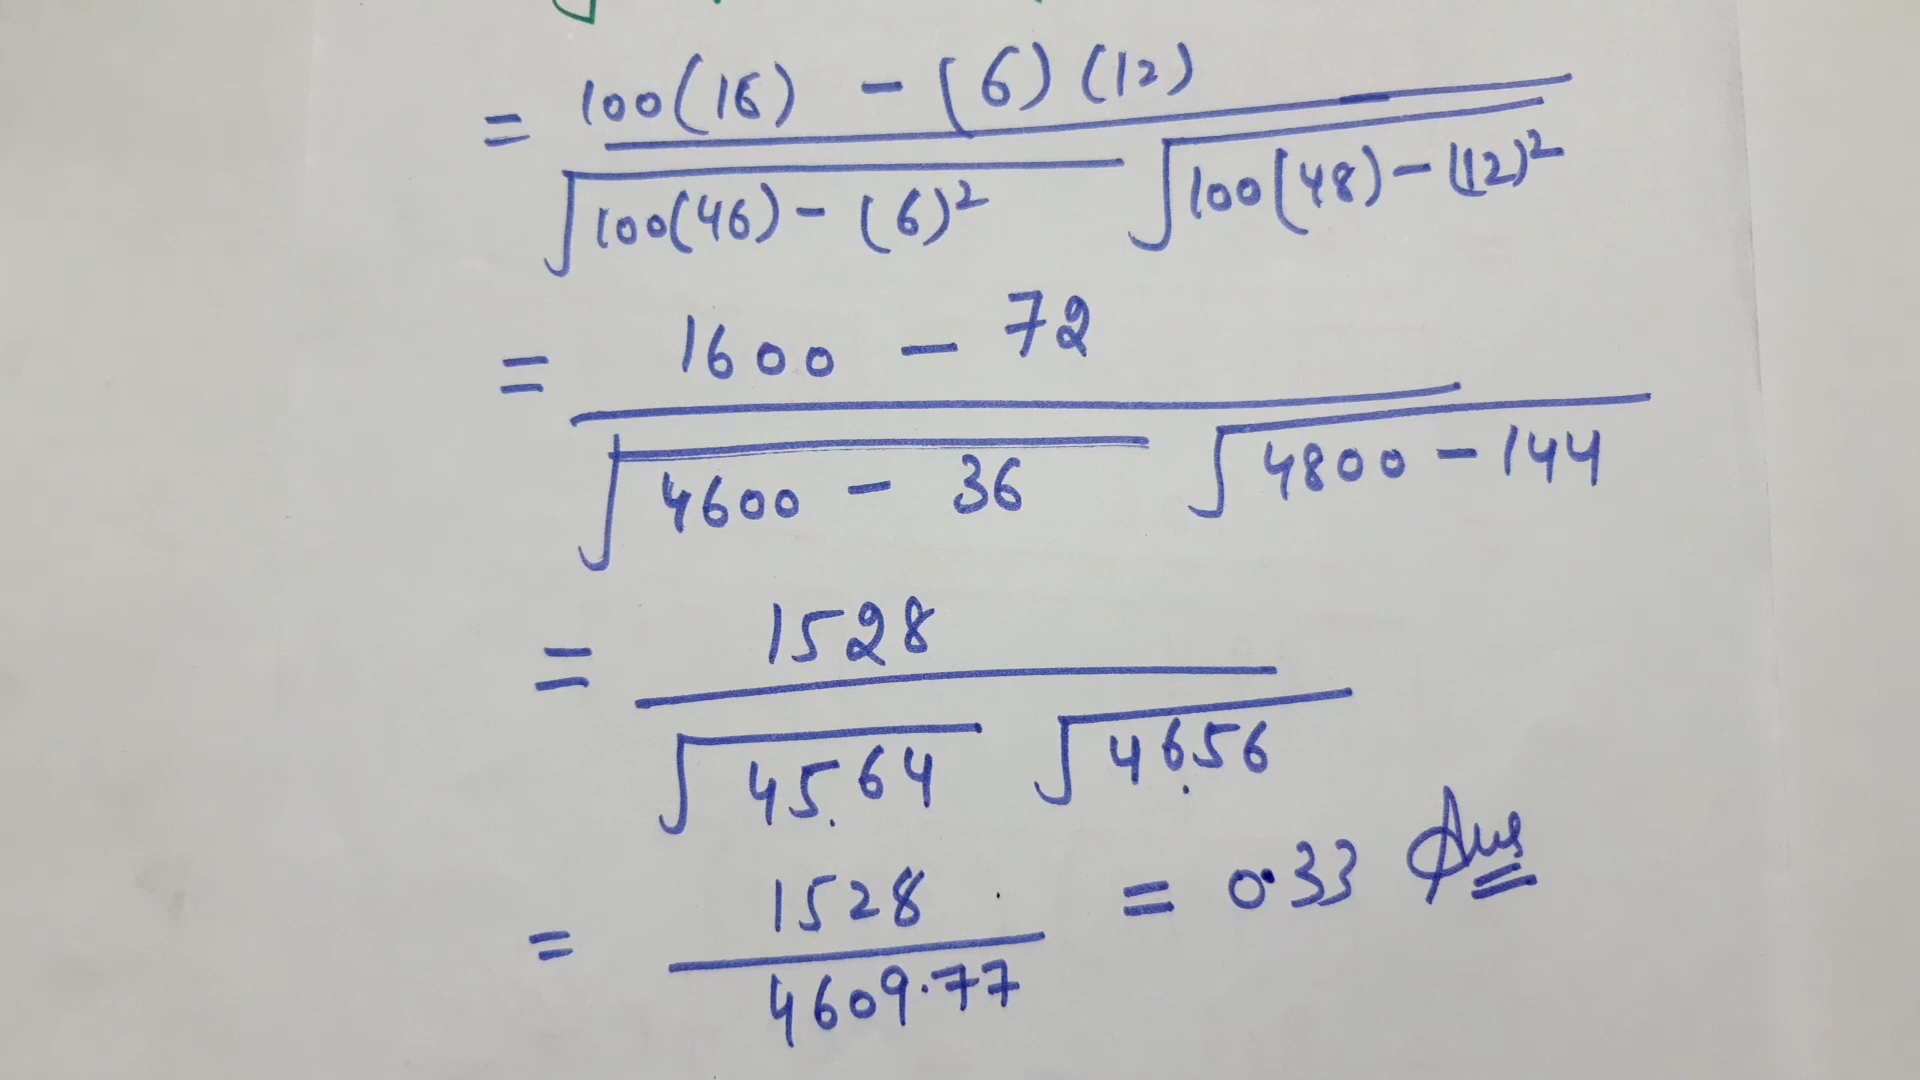 = 100(16) - (6)(12) / √100(46) - (6)² √100(48) - (12)²
= 1600 - 72 / √4600 - 36 √4800 - 144
= 1528 / √4564 √4656
= 1528 / 4609.77 = 0.33 Ans